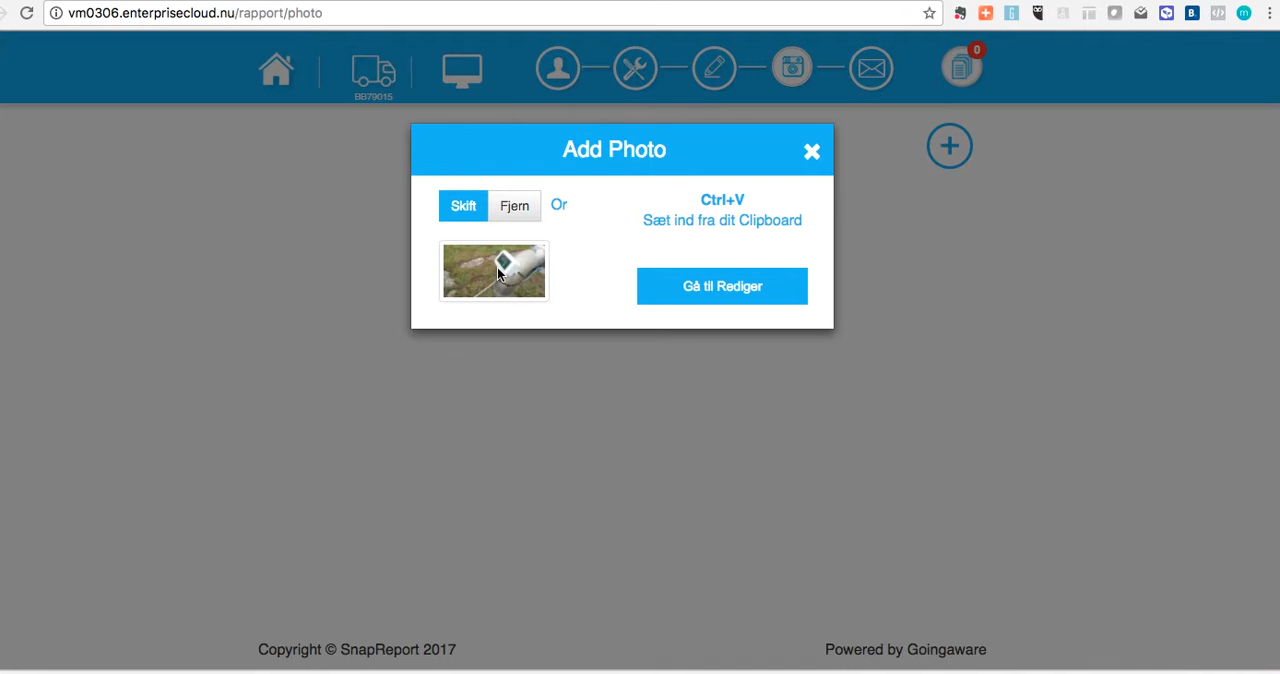 vm0306.enterprisecloud.nu/rapport/photo
BB79015
0
Add Photo
Skift
Fjern
Or
Ctrl+V
Sæt ind fra dit Clipboard
Gå til Rediger
Copyright © SnapReport 2017
Powered by Goingaware